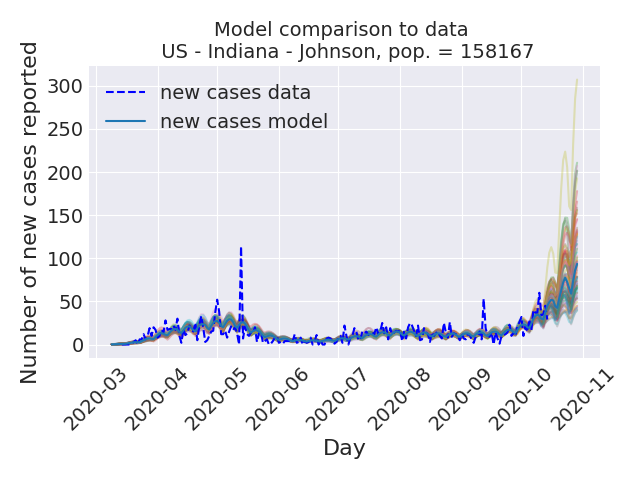 Model comparison to data
US - Indiana - Johnson, pop. = 158167
Number of new cases reported
300
250
200
150
100
50
0
new cases data
new cases model
2020-03
2020-04
2020-05
2020-06
2020-07
2020-08
2020-09
2020-10
2020-11
Day